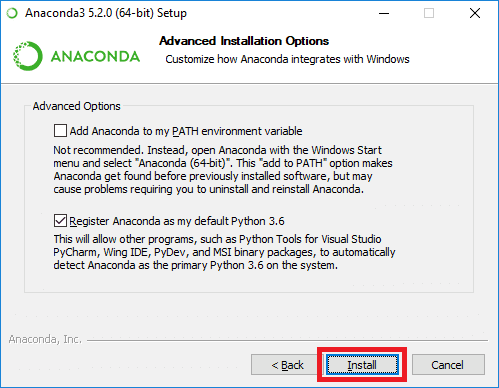 Anaconda3 5.2.0 (64-bit) Setup
Advanced Installation Options
ANACONDA
Customize how Anaconda integrates with Windows
Advanced Options
Add Anaconda to my PATH environment variable
Not recommended. Instead, open Anaconda with the Windows Start
menu and select "Anaconda (64-bit)". This "add to PATH" option makes
Anaconda get found before previously installed software, but may
cause problems requiring you to uninstall and reinstall Anaconda.
Register Anaconda as my default Python 3.6
This will allow other programs, such as Python Tools for Visual Studio
PyCharm, Wing IDE, PyDev, and MSI binary packages, to automatically
detect Anaconda as the primary Python 3.6 on the system.
Anaconda, Inc.
< Back Install Cancel